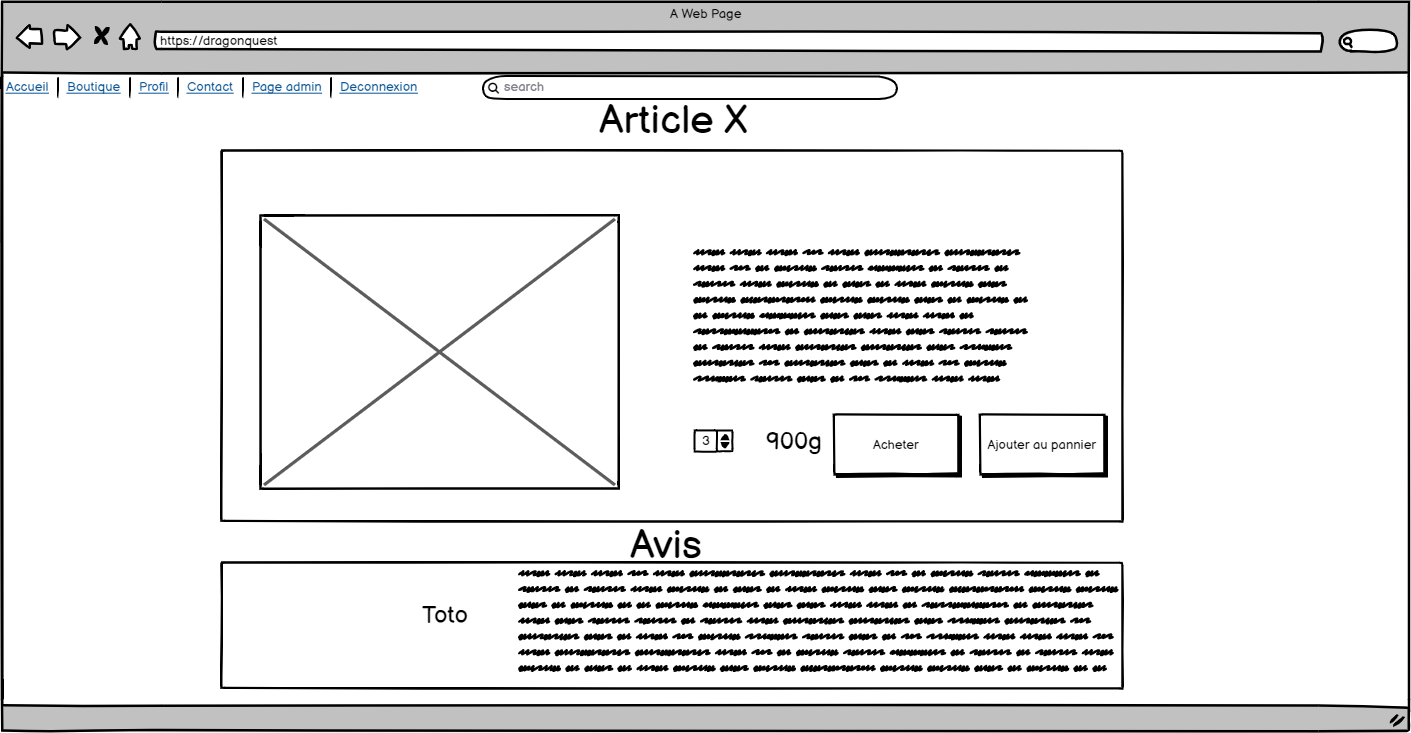 A Web Page
https://dragonquest
Accueil Boutique Profil Contact Page admin Deconnexion search
Article X
3 900g Acheter Ajouter au pannier
Avis
Toto